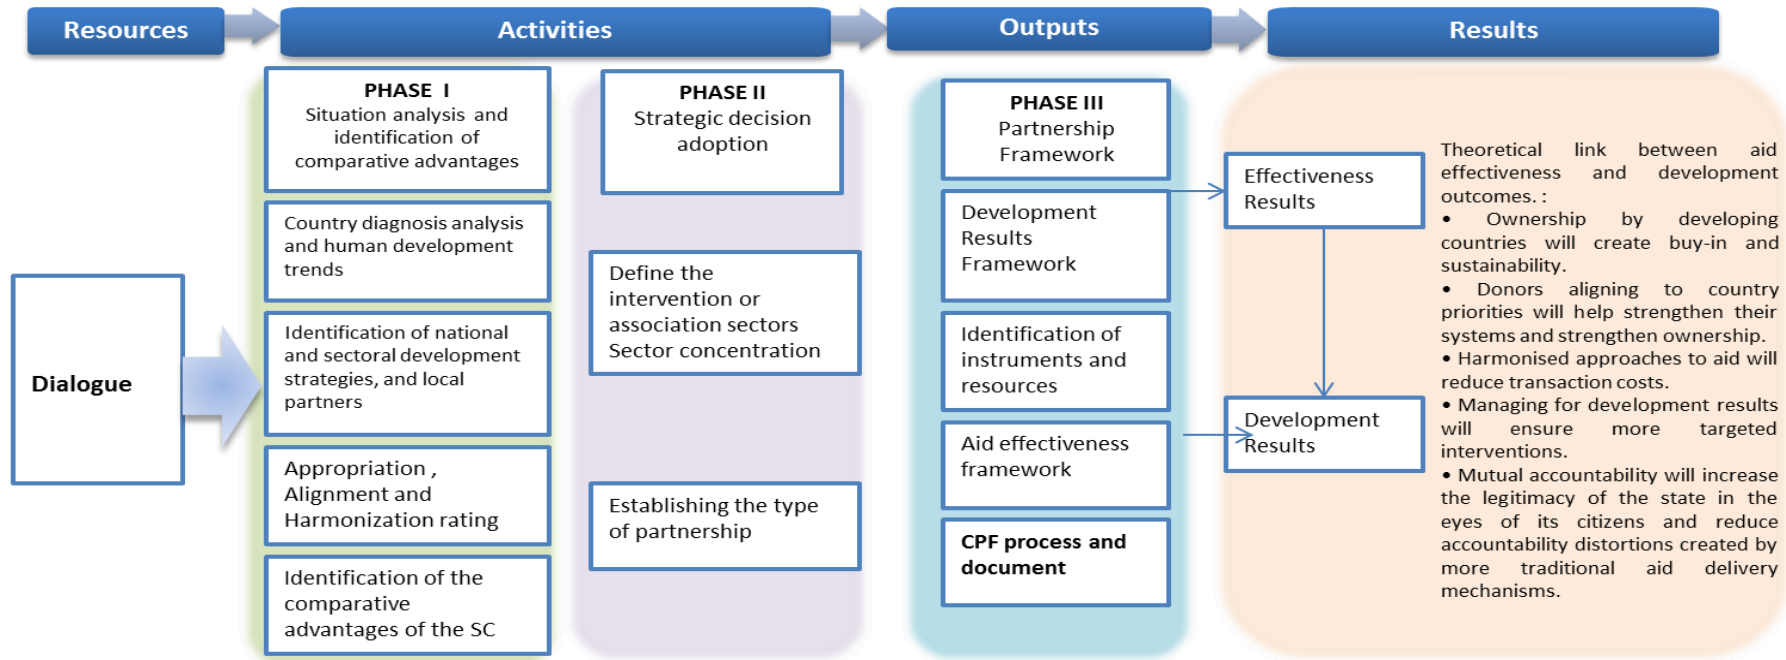 Resources
Activities
Outputs
Results
Dialogue
PHASE I
Situation analysis and
identification of
comparative advantages
Country diagnosis analysis
and human development
trends
Identification of national
and sectoral development
strategies, and local
partners
Appropriation ,
Alignment and
Harmonization rating
Identification of the
comparative
advantages of the SC
PHASE II
Strategic decision
adoption
Define the
intervention or
association sectors
Sector concentration
Establishing the type
of partnership
PHASE III
Partnership
Framework
Development
Results
Framework
Identification of
instruments and
resources
Aid effectiveness
framework
CPF process and
document
Effectiveness
Results
Development
Results
Theoretical link between aid
effectiveness and development
outcomes. :
• Ownership by developing
countries will create buy-in and
sustainability.
• Donors aligning to country
priorities will help strengthen their
systems and strengthen ownership.
• Harmonised approaches to aid will
reduce transaction costs.
• Managing for development results
will ensure more targeted
interventions.
• Mutual accountability will increase
the legitimacy of the state in the
eyes of its citizens and reduce
accountability distortions created by
more traditional aid delivery
mechanisms.